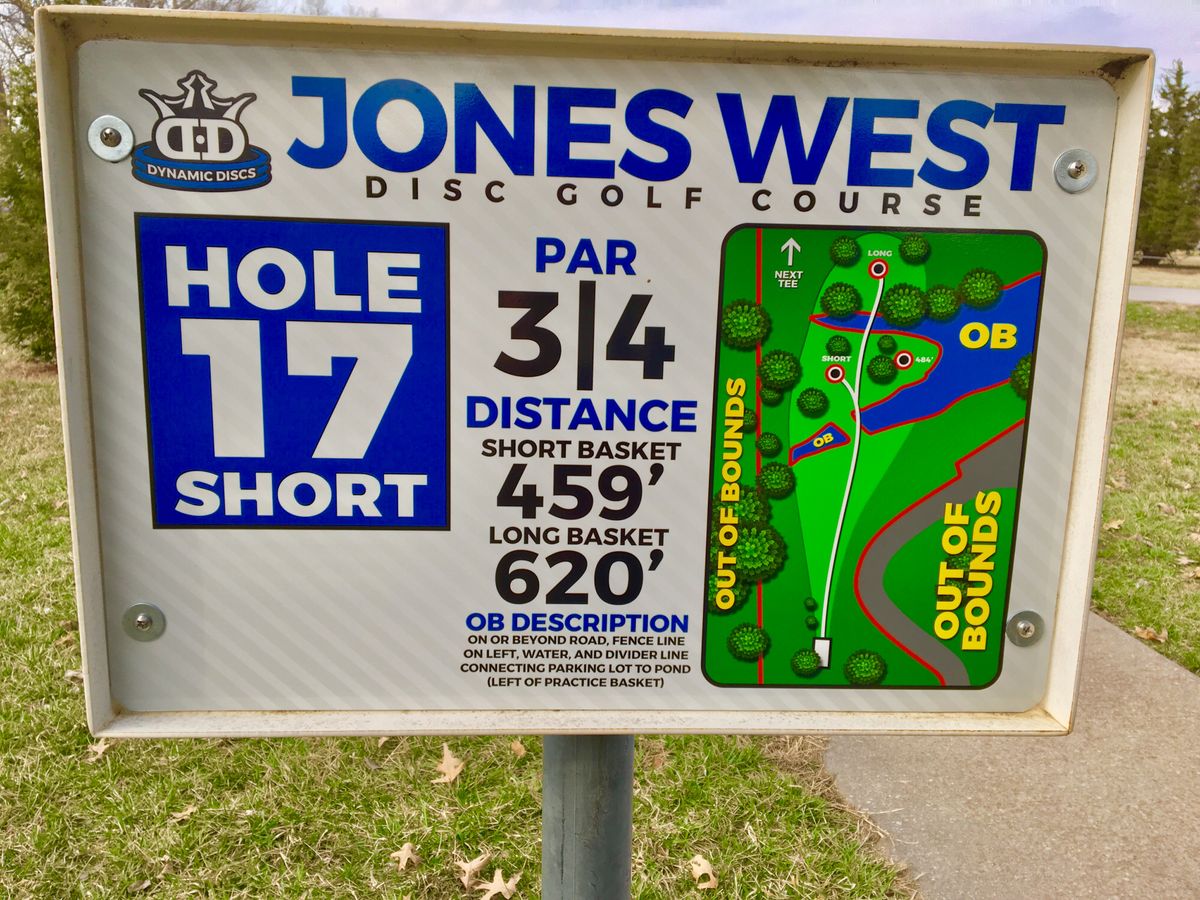 DD
DYNAMIC DISCS
JONES WEST
DISC GOLF COURSE
HOLE
17
SHORT
PAR
3|4
DISTANCE
SHORT BASKET
459’
LONG BASKET
620’
OB DESCRIPTION
ON OR BEYOND ROAD, FENCE LINE
ON LEFT, WATER, AND DIVIDER LINE
CONNECTING PARKING LOT TO POND
(LEFT OF PRACTICE BASKET)
NEXT
TEE
LONG
OB
SHORT
484'
OB
OUT OF BOUNDS
OUT OF
BOUNDS